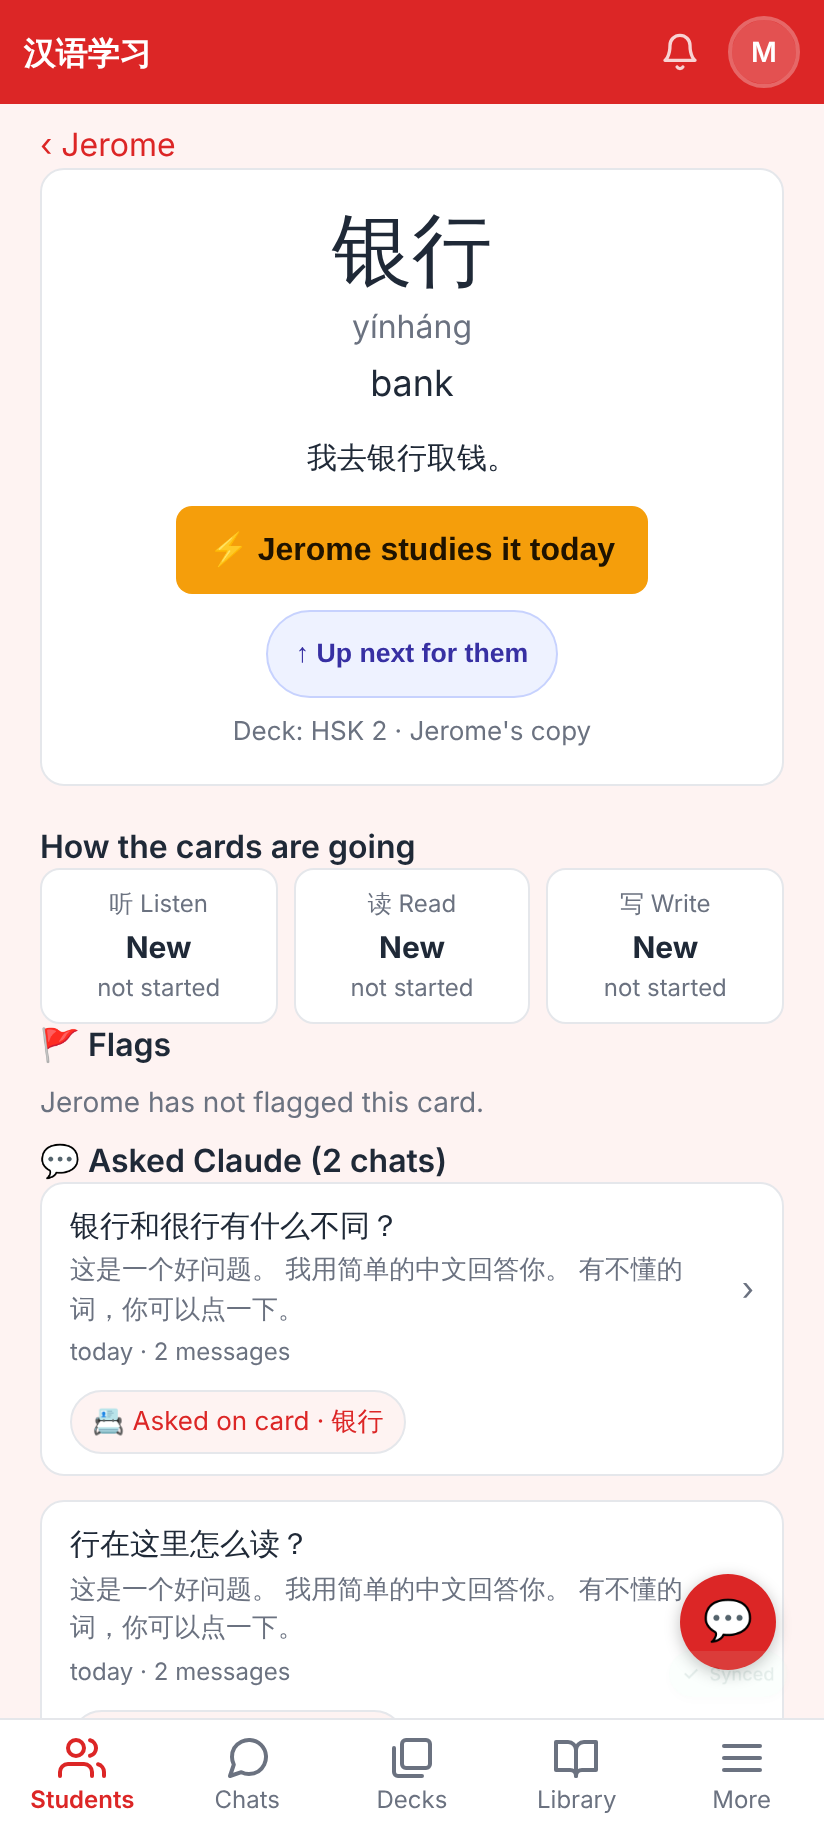 汉语学习
M
‹ Jerome
银行
yínháng
bank
我去银行取钱。
⚡ Jerome studies it today
↑ Up next for them
Deck: HSK 2 · Jerome's copy
How the cards are going
听 Listen
New
not started
读 Read
New
not started
写 Write
New
not started
🚩 Flags
Jerome has not flagged this card.
💬 Asked Claude (2 chats)
银行和很行有什么不同？
这是一个好问题。 我用简单的中文回答你。 有不懂的
词，你可以点一下。
today · 2 messages
›
📇 Asked on card · 银行
行在这里怎么读？
这是一个好问题。 我用简单的中文回答你。 有不懂的
词，你可以点一下。
today · 2 messages
✓ Synced
Students
Chats
Decks
Library
More